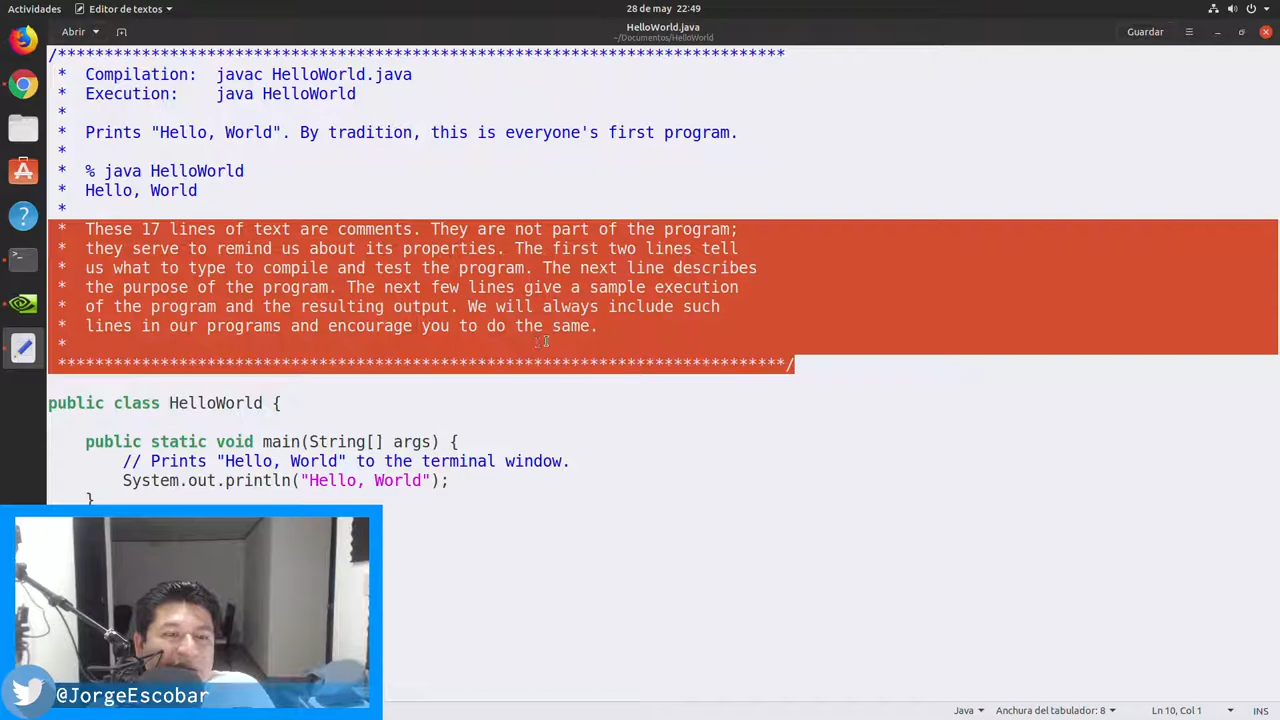 Actividades
Editor de textos
28 de may 22:49
Abrir
HelloWorld.java
~/Documentos/HelloWorld
Guardar
/******************************************************************************
 *  Compilation:  javac HelloWorld.java
 *  Execution:    java HelloWorld
 *
 *  Prints "Hello, World". By tradition, this is everyone's first program.
 *
 *  % java HelloWorld
 *  Hello, World
 *
 *  These 17 lines of text are comments. They are not part of the program;
 *  they serve to remind us about its properties. The first two lines tell
 *  us what to type to compile and test the program. The next line describes
 *  the purpose of the program. The next few lines give a sample execution
 *  of the program and the resulting output. We will always include such
 *  lines in our programs and encourage you to do the same.
 *
 ******************************************************************************/
public class HelloWorld {
    public static void main(String[] args) {
        // Prints "Hello, World" to the terminal window.
        System.out.println("Hello, World");
    }
@JorgeEscobar
Java
Anchura del tabulador: 8
Ln 10, Col 1
INS